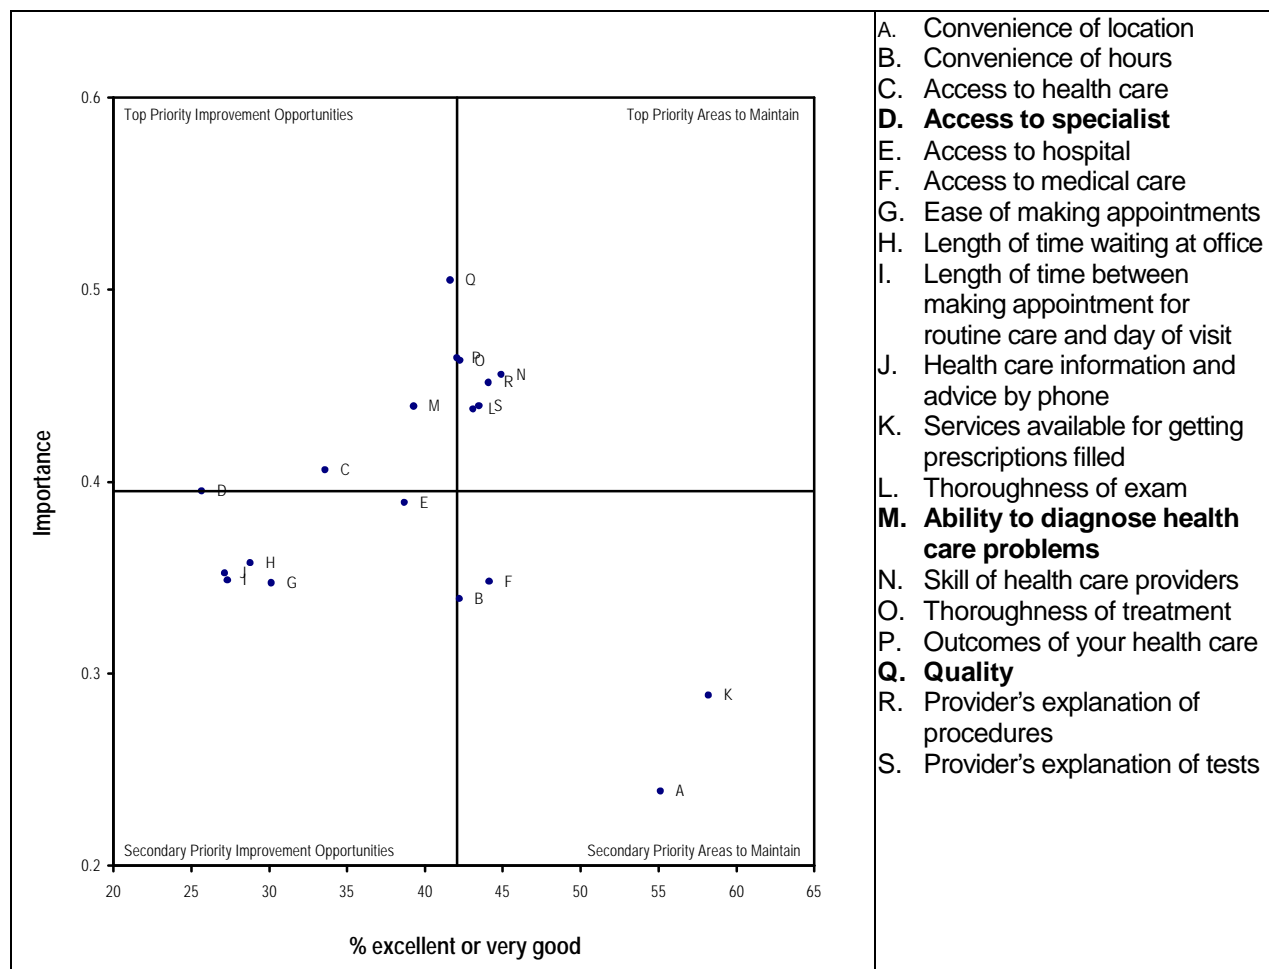 0.6
Top Priority Improvement Opportunities
Top Priority Areas to Maintain
0.5
Q
P
O
N
R
M
L
S
C
0.4
D
E
Importance
H
J
I
G
F
B
0.3
K
A
Secondary Priority Improvement Opportunities
Secondary Priority Areas to Maintain
0.2
20 25 30 35 40 45 50 55 60 65
% excellent or very good
A. Convenience of location
B. Convenience of hours
C. Access to health care
D. Access to specialist
E. Access to hospital
F. Access to medical care
G. Ease of making appointments
H. Length of time waiting at office
I. Length of time between
making appointment for
routine care and day of visit
J. Health care information and
advice by phone
K. Services available for getting
prescriptions filled
L. Thoroughness of exam
M. Ability to diagnose health
care problems
N. Skill of health care providers
O. Thoroughness of treatment
P. Outcomes of your health care
Q. Quality
R. Provider's explanation of
procedures
S. Provider's explanation of tests